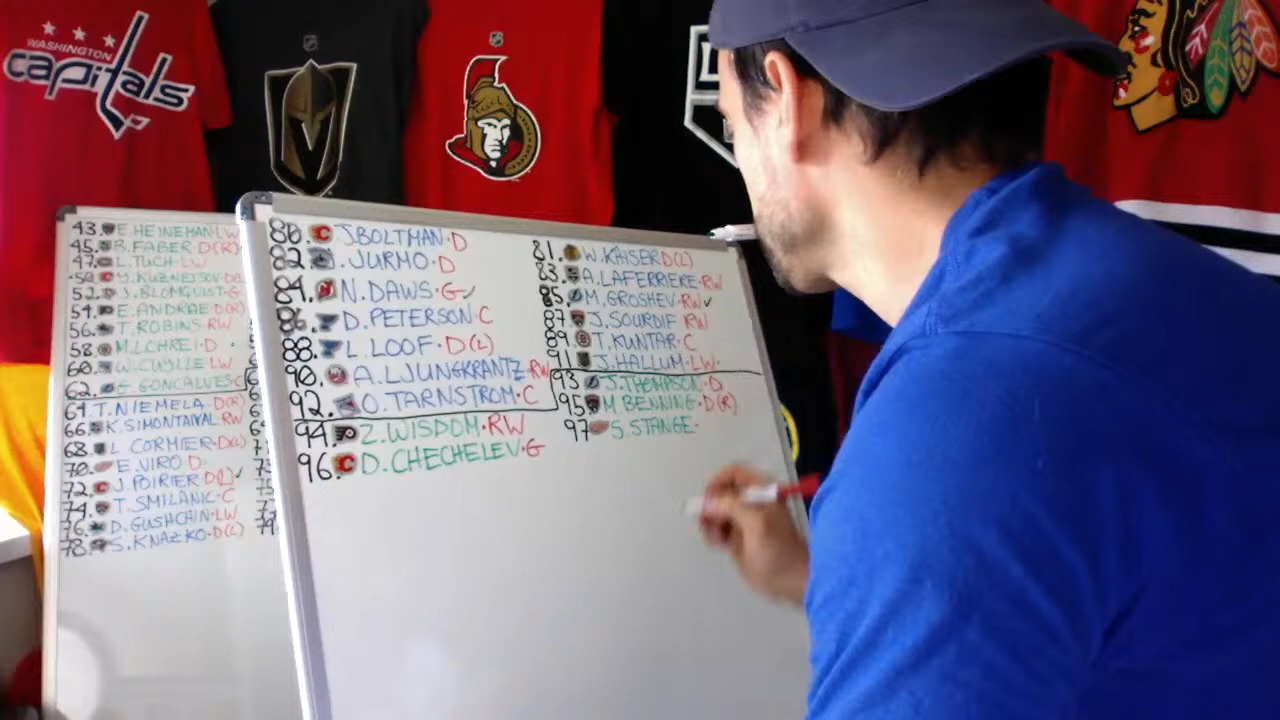 WASHINGTON
capitals
43. E.HEINEMAN LW
45. B.FABER D(R)
47. L.TUCH LW
50. Y.KUZNETSOV D
52. J.BLOMQUIST G
54. E.ANDRAE D(R)
56. T.ROBINS RW
58. M.LOHREI D
60. W.CUYLLE LW
62. G.GONCALVES C
64. T.NIEMELA D(R)
66. K.SIMONTAIVAL RW
68. L CORMIER D(L)
70. E.VIRO D
72. J.POIRIER D(L) ✓
74. T.SMILANIC·C
76. D.GUSHCHIN·LW
78. S.KNAZKO·D(L)
80. J.BOLTMAN·D
82. .JURMO·D
84. N.DAWS·G ✓
86. D.PETERSON C
88. L.LOOF·D(L)
90. A.LJUNGKRANTZ·RW
92. O.TARNSTROM·C
94. Z.WISDOM·RW
96. D.CHECHELEV·G
81. W.KAISER D(L)
83. A.LAFERRIERE·RW
85. M.GROSHEV·RW ✓
87. J.SOURDIF RW
89. T.KUNTAR·C
91. J.HALLUM·LW·
93. J.THOMPSON·D
95. M BENNING·D(R)
97. S.STANGE·